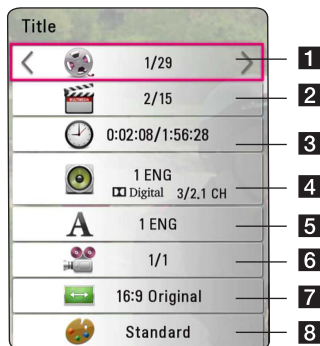 Title
1/29 1
MULTIMEDIA
2/15 2
0:02:08/1:56:28 3
1 ENG
Digital 3/2.1 CH 4
A 1 ENG 5
1/1 6
16:9 Original 7
Standard 8